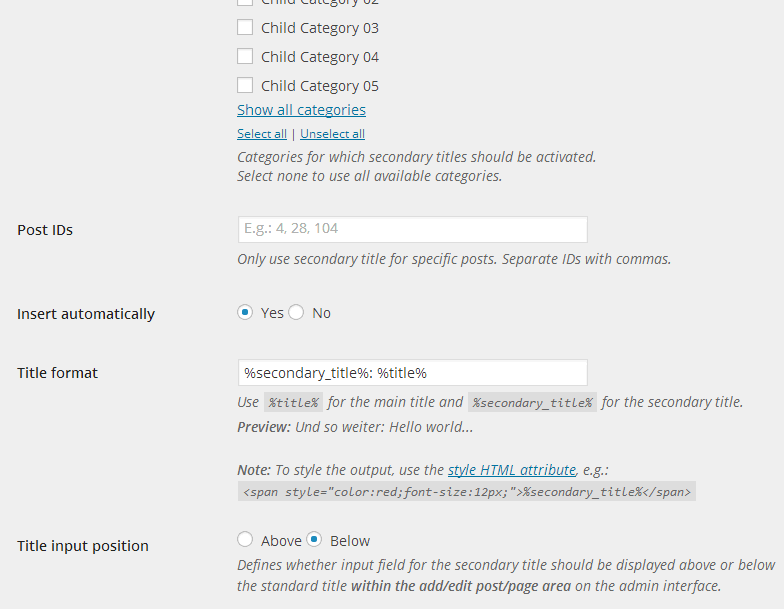 Child Category 02
Child Category 03
Child Category 04
Child Category 05
Show all categories
Select all | Unselect all
Categories for which secondary titles should be activated.
Select none to use all available categories.
Post IDs
E.g.: 4, 28, 104
Only use secondary title for specific posts. Separate IDs with commas.
Insert automatically
Yes No
Title format
%secondary_title%: %title%
Use %title% for the main title and %secondary_title% for the secondary title.
Preview: Und so weiter: Hello world...
Note: To style the output, use the style HTML attribute, e.g.:
<span style="color:red;font-size:12px;">%secondary_title%</span>
Title input position
Above Below
Defines whether input field for the secondary title should be displayed above or below
the standard title within the add/edit post/page area on the admin interface.